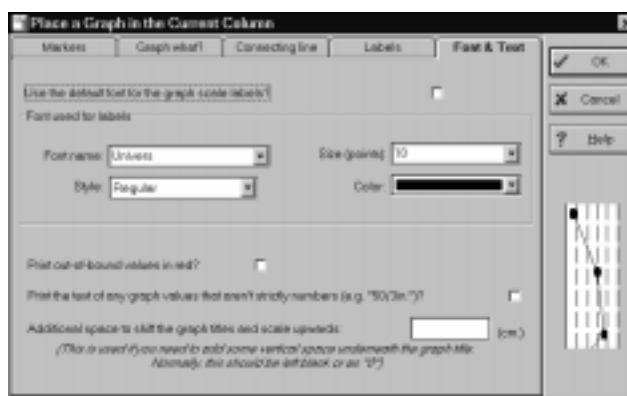 Place a Graph in the Current Column
Markers Graph what? Connecting line Labels Font & Text
OK
Use the default font for the graph scale labels?
Cancel
Font used for labels
Help
Font name: Univers Size (points): 10
Style: Regular Color:
Print out-of-bound values in red?
Print the text of any graph values that aren't strictly numbers (e.g. "50/3in.")?
Additional space to shift the graph titles and scale upwards: (cm.)
(This is used if you need to add some vertical space underneath the graph title.
Normally, this should be left blank or as "0")